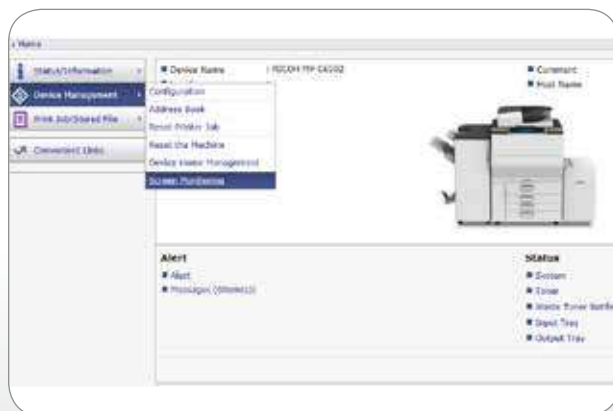 Home
Status/Information
Device Management
Print Job/Stored File
Convenient Links
Configuration
Address Book
Reset Printer Job
Reset the Machine
Device Home Management
Screen Monitoring
Device Name : RICOH MP C6502
Comment
Host Name
Alert
Alert
Messages
Status
System
Toner
Waste Toner
Input Tray
Output Tray